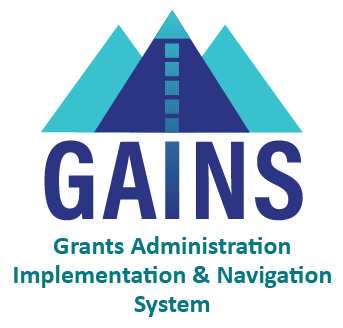 GAINS
Grants Administration
Implementation & Navigation
System